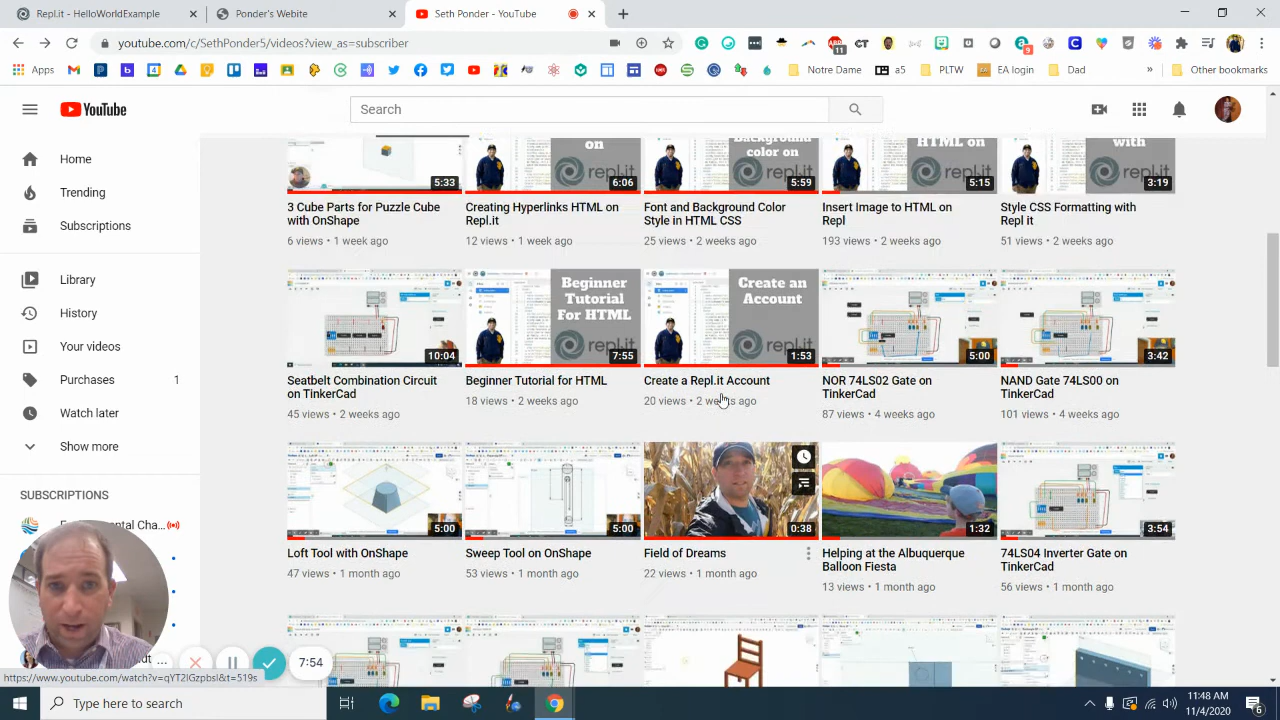 Repl.it - HelloWorldExam
Ponder's Webite
Seth Ponder - YouTube
youtube.com/c/SethPonder5/videos?view_as=subscriber
Apps
Notre Dame
a5
PLTW
EA login
Dad
Other bookmarks
YouTube
Search
Home
Trending
Subscriptions
Library
History
Your videos
Purchases 1
Watch later
Show more
SUBSCRIPTIONS
on
color on
HTML on
with
repl.it
5:33
6:06
5:59
5:15
3:19
3 Cube Parts for Puzzle Cube
with OnShape
6 views • 1 week ago
Creating Hyperlinks HTML on
Repl.it
12 views • 1 week ago
Font and Background Color
Style in HTML CSS
25 views • 2 weeks ago
Insert Image to HTML on
Repl
193 views • 2 weeks ago
Style CSS Formatting with
Repl it
51 views • 2 weeks ago
Beginner
Tutorial
For HTML
repl.it
7:55
Create an
Account
repl.it
1:53
5:00
3:42
Seatbelt Combination Circuit
on TinkerCad
45 views • 2 weeks ago
Beginner Tutorial for HTML
18 views • 2 weeks ago
Create a Repl.it Account
20 views • 2 weeks ago
NOR 74LS02 Gate on
TinkerCad
87 views • 4 weeks ago
NAND Gate 74LS00 on
TinkerCad
101 views • 4 weeks ago
5:00
5:00
0:38
1:32
3:54
Loft Tool with OnShape
47 views • 1 month ago
Sweep Tool on OnShape
53 views • 1 month ago
Field of Dreams
22 views • 1 month ago
Helping at the Albuquerque
Balloon Fiesta
13 views • 1 month ago
74LS04 Inverter Gate on
TinkerCad
56 views • 1 month ago
Type here to search
11:48 AM
11/4/2020